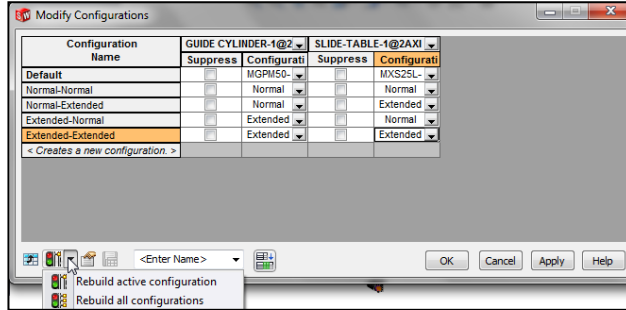 Modify Configurations
Configuration Name GUIDE CYLINDER-1@2 SLIDE-TABLE-1@2AXI
Suppress Configurati Suppress Configurati
Default MGPM50- MXS25L-
Normal-Normal Normal Normal
Normal-Extended Normal Extended
Extended-Normal Extended Normal
Extended-Extended Extended Extended
< Creates a new configuration. >
<Enter Name> OK Cancel Apply Help
Rebuild active configuration
Rebuild all configurations